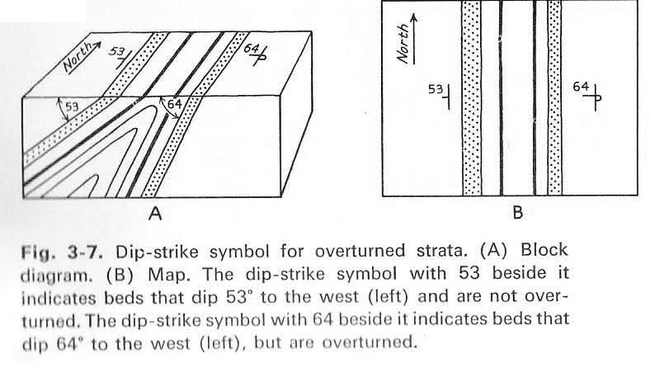 North
53
64
53
64
A
North
53
64
B
Fig. 3-7. Dip-strike symbol for overturned strata. (A) Block
diagram. (B) Map. The dip-strike symbol with 53 beside it
indicates beds that dip 53° to the west (left) and are not over-
turned. The dip-strike symbol with 64 beside it indicates beds that
dip 64° to the west (left), but are overturned.